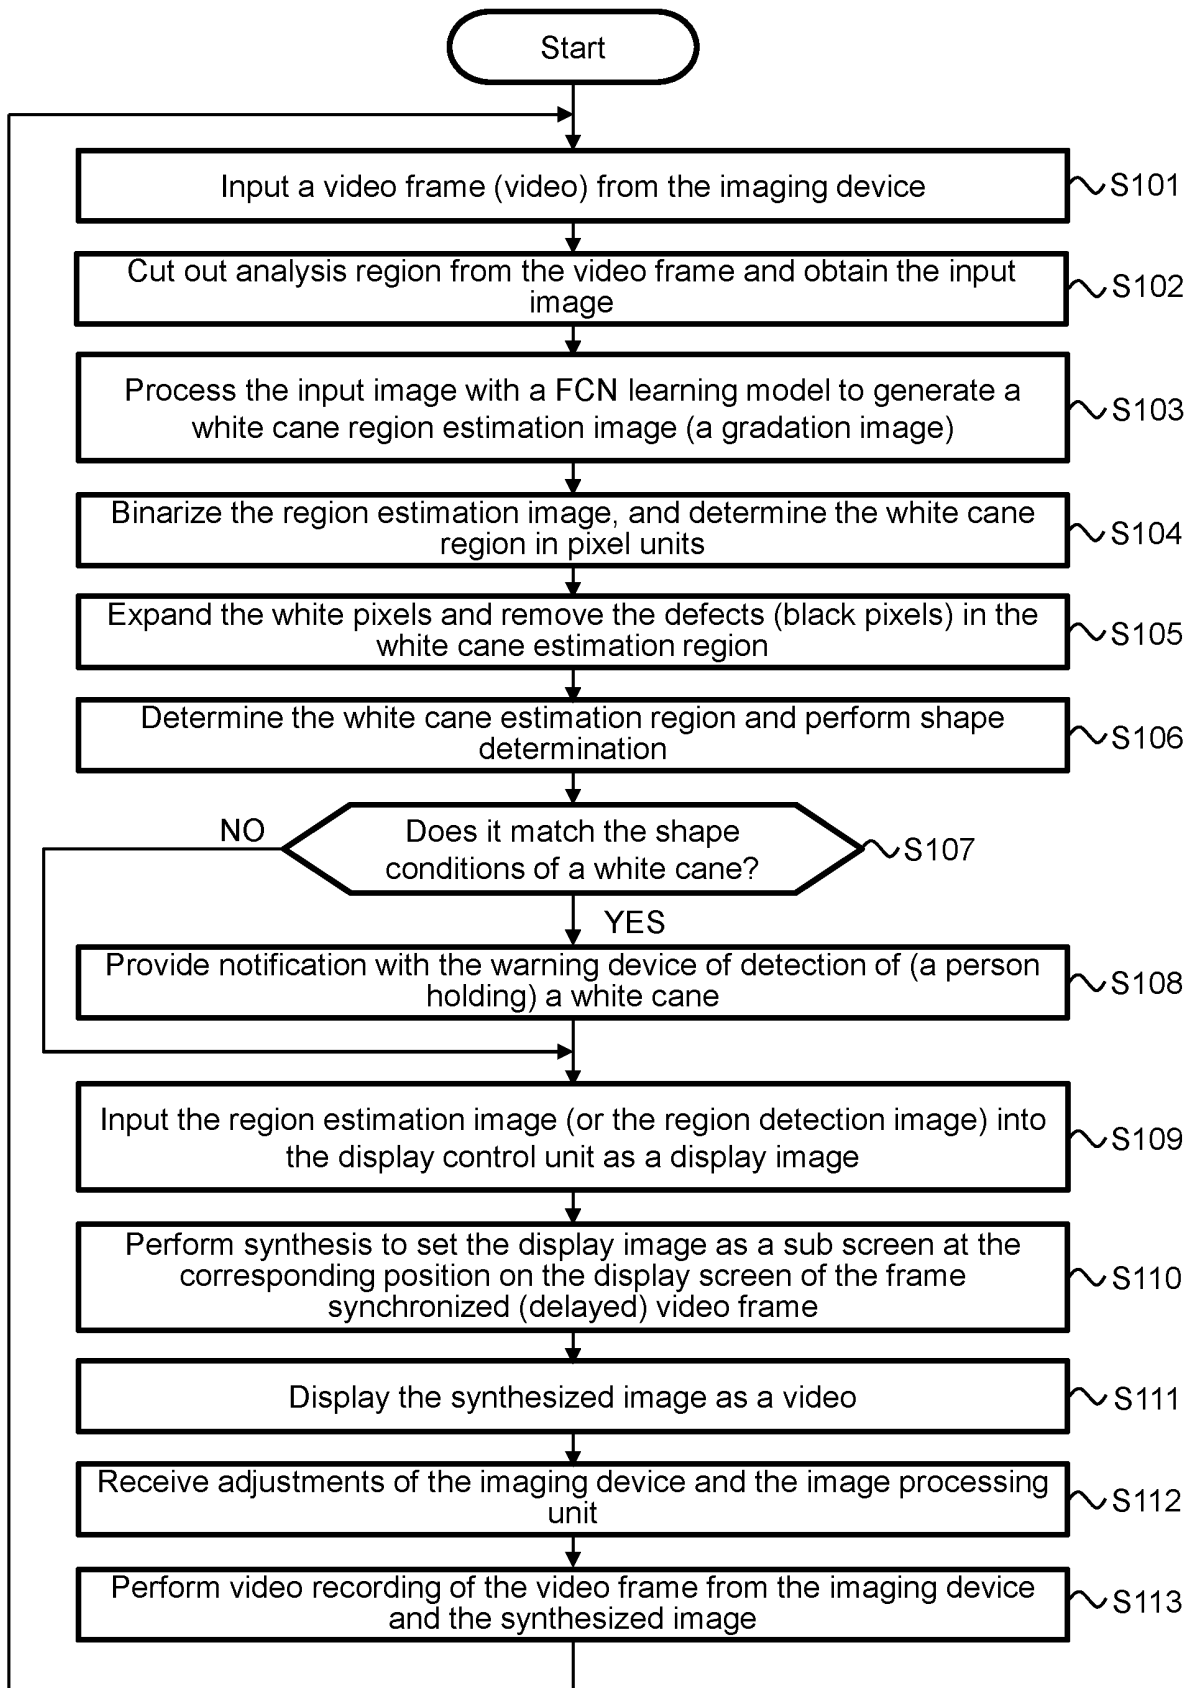 Start
Input a video frame (video) from the imaging device
S101
Cut out analysis region from the video frame and obtain the input
image
S102
Process the input image with a FCN learning model to generate a
white cane region estimation image (a gradation image)
S103
Binarize the region estimation image, and determine the white cane
region in pixel units
S104
Expand the white pixels and remove the defects (black pixels) in the
white cane estimation region
S105
Determine the white cane estimation region and perform shape
determination
S106
NO
Does it match the shape
conditions of a white cane?
S107
YES
Provide notification with the warning device of detection of (a person
holding) a white cane
S108
Input the region estimation image (or the region detection image) into
the display control unit as a display image
S109
Perform synthesis to set the display image as a sub screen at the
corresponding position on the display screen of the frame
synchronized (delayed) video frame
S110
Display the synthesized image as a video
S111
Receive adjustments of the imaging device and the image processing
unit
S112
Perform video recording of the video frame from the imaging device
and the synthesized image
S113